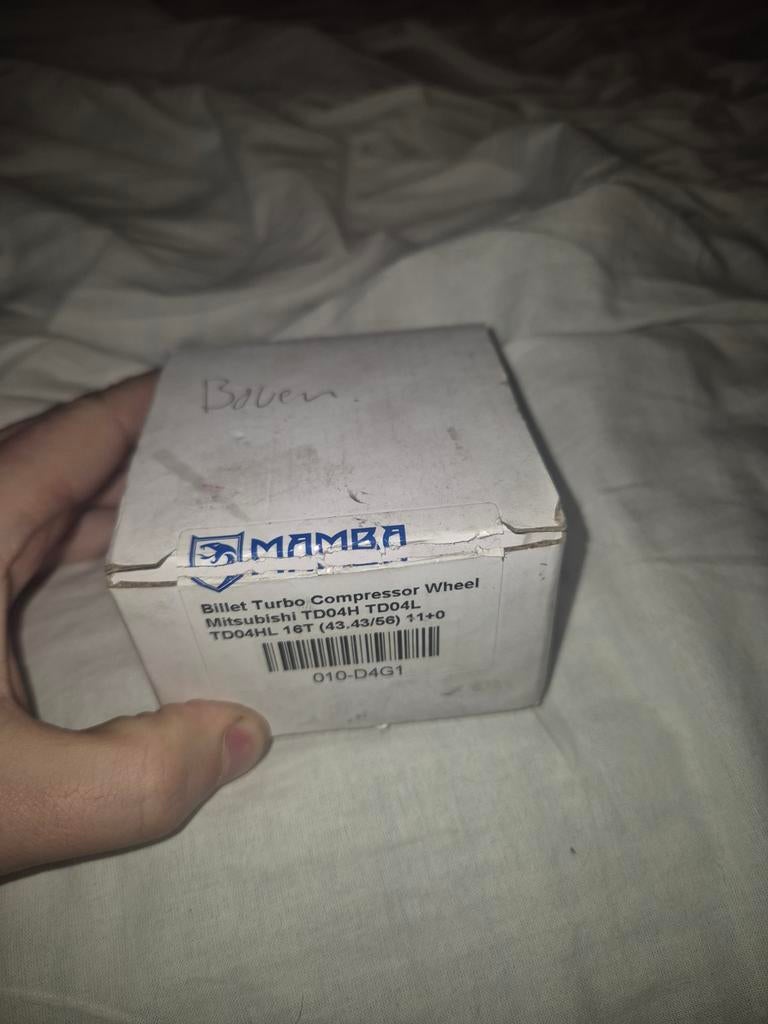 Boven.
MAMBA
Billet Turbo Compressor Wheel
Mitsubishi TD04H TD04L
TD04HL 16T (43.43/56) 11+0
010-D4G1